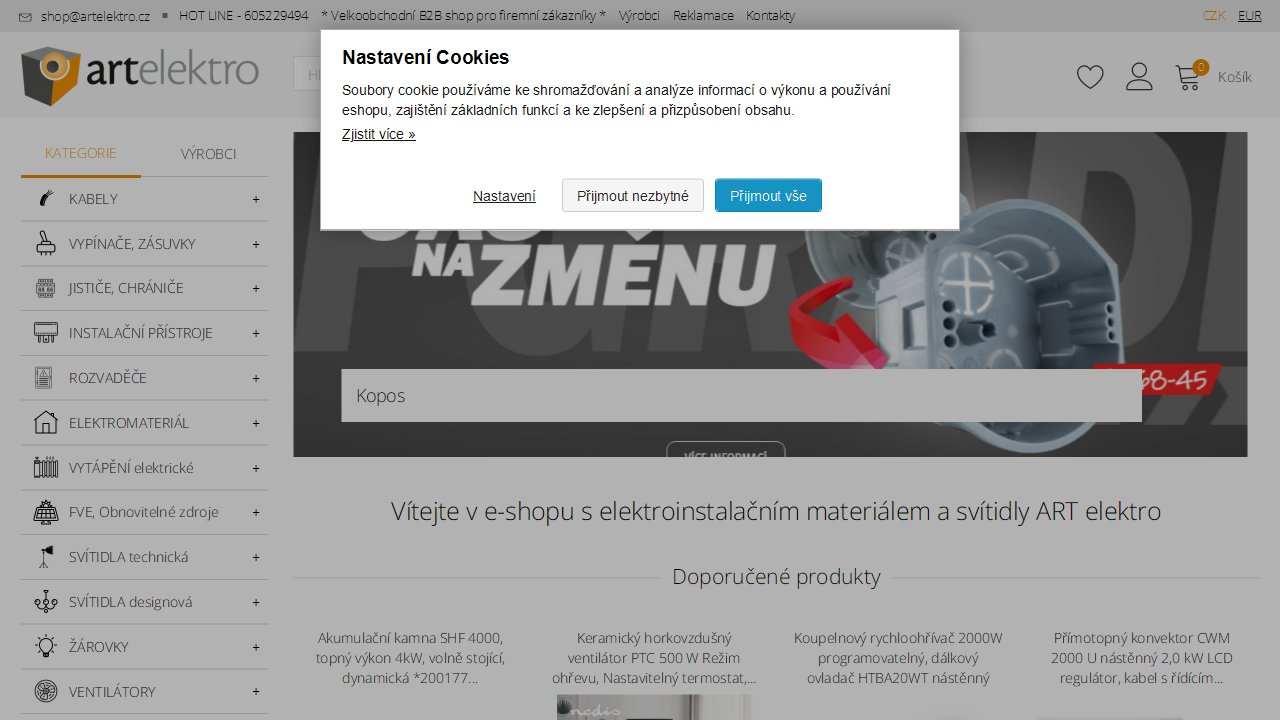 shop@artelektro.cz
HOT LINE - 605229494
* Velkoobchodní B2B shop pro firemní zákazníky *
Výrobci
Reklamace
Kontakty
CZK
EUR
artelektro
0
Košík
Nastavení Cookies
Soubory cookie používáme ke shromažďování a analýze informací o výkonu a používání
eshopu, zajištění základních funkcí a ke zlepšení a přizpůsobení obsahu.
Zjistit více »
Nastavení
Přijmout nezbytné
Přijmout vše
KATEGORIE
VÝROBCI
KABELY +
VYPÍNAČE, ZÁSUVKY +
JISTIČE, CHRÁNIČE +
INSTALAČNÍ PŘÍSTROJE +
ROZVADĚČE +
ELEKTROMATERIÁL +
VYTÁPĚNÍ elektrické +
FVE, Obnovitelné zdroje +
SVÍTIDLA technická +
SVÍTIDLA designová +
ŽÁROVKY +
VENTILÁTORY +
NA ZMENU
68-45
Kopos
VÍCE INFORMACÍ
Vítejte v e-shopu s elektroinstalačním materiálem a svítidly ART elektro
Doporučené produkty
Akumulační kamna SHF 4000,
topný výkon 4kW, volně stojící,
dynamická *200177...
Keramický horkovzdušný
ventilátor PTC 500 W Režim
ohřevu, Nastavitelný termostat,...
Koupelnový rychloohřívač 2000W
programovatelný, dálkový
ovladač HTBA20WT nástěnný
Přímotopný konvektor CWM
2000 U nástěnný 2,0 kW LCD
regulátor, kabel s řídícím...
nedis